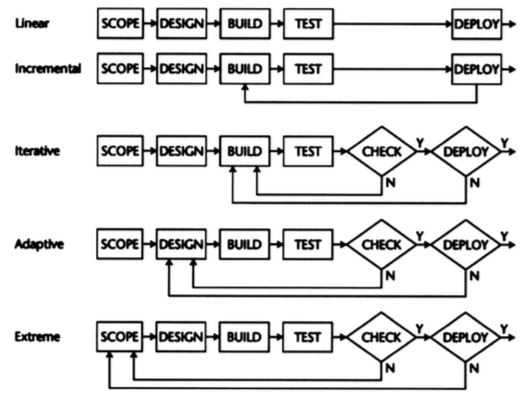 Linear SCOPE DESIGN BUILD TEST DEPLOY
Incremental SCOPE DESIGN BUILD TEST DEPLOY
Iterative SCOPE DESIGN BUILD TEST CHECK Y DEPLOY Y
N N
Adaptive SCOPE DESIGN BUILD TEST CHECK Y DEPLOY Y
N N
Extreme SCOPE DESIGN BUILD TEST CHECK Y DEPLOY Y
N N